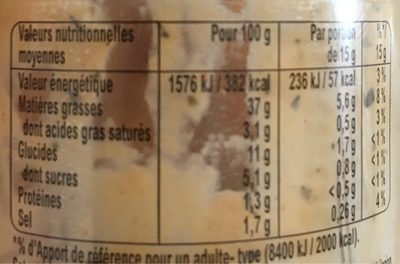 Valeurs nutritionnelles Pour 100 g Par portion %*/
moyennes de 15 g 15g
Valeur énergétique 1576 kJ / 382 kcal 236 kJ / 57 kcal 3%
Matières grasses 37 g 5,6 g 8%
dont acides gras saturés 3,1 g 0,5 g 3%
Glucides 11 g 1,7 g <1%
dont sucres 5,1 g 0,8 g <1%
Protéines 1,3 g <0,5 g <1%
Sel 1,7 g 0,26 g 4%
*% d'Apport de référence pour un adulte- type (8400 kJ / 2000 kcal).